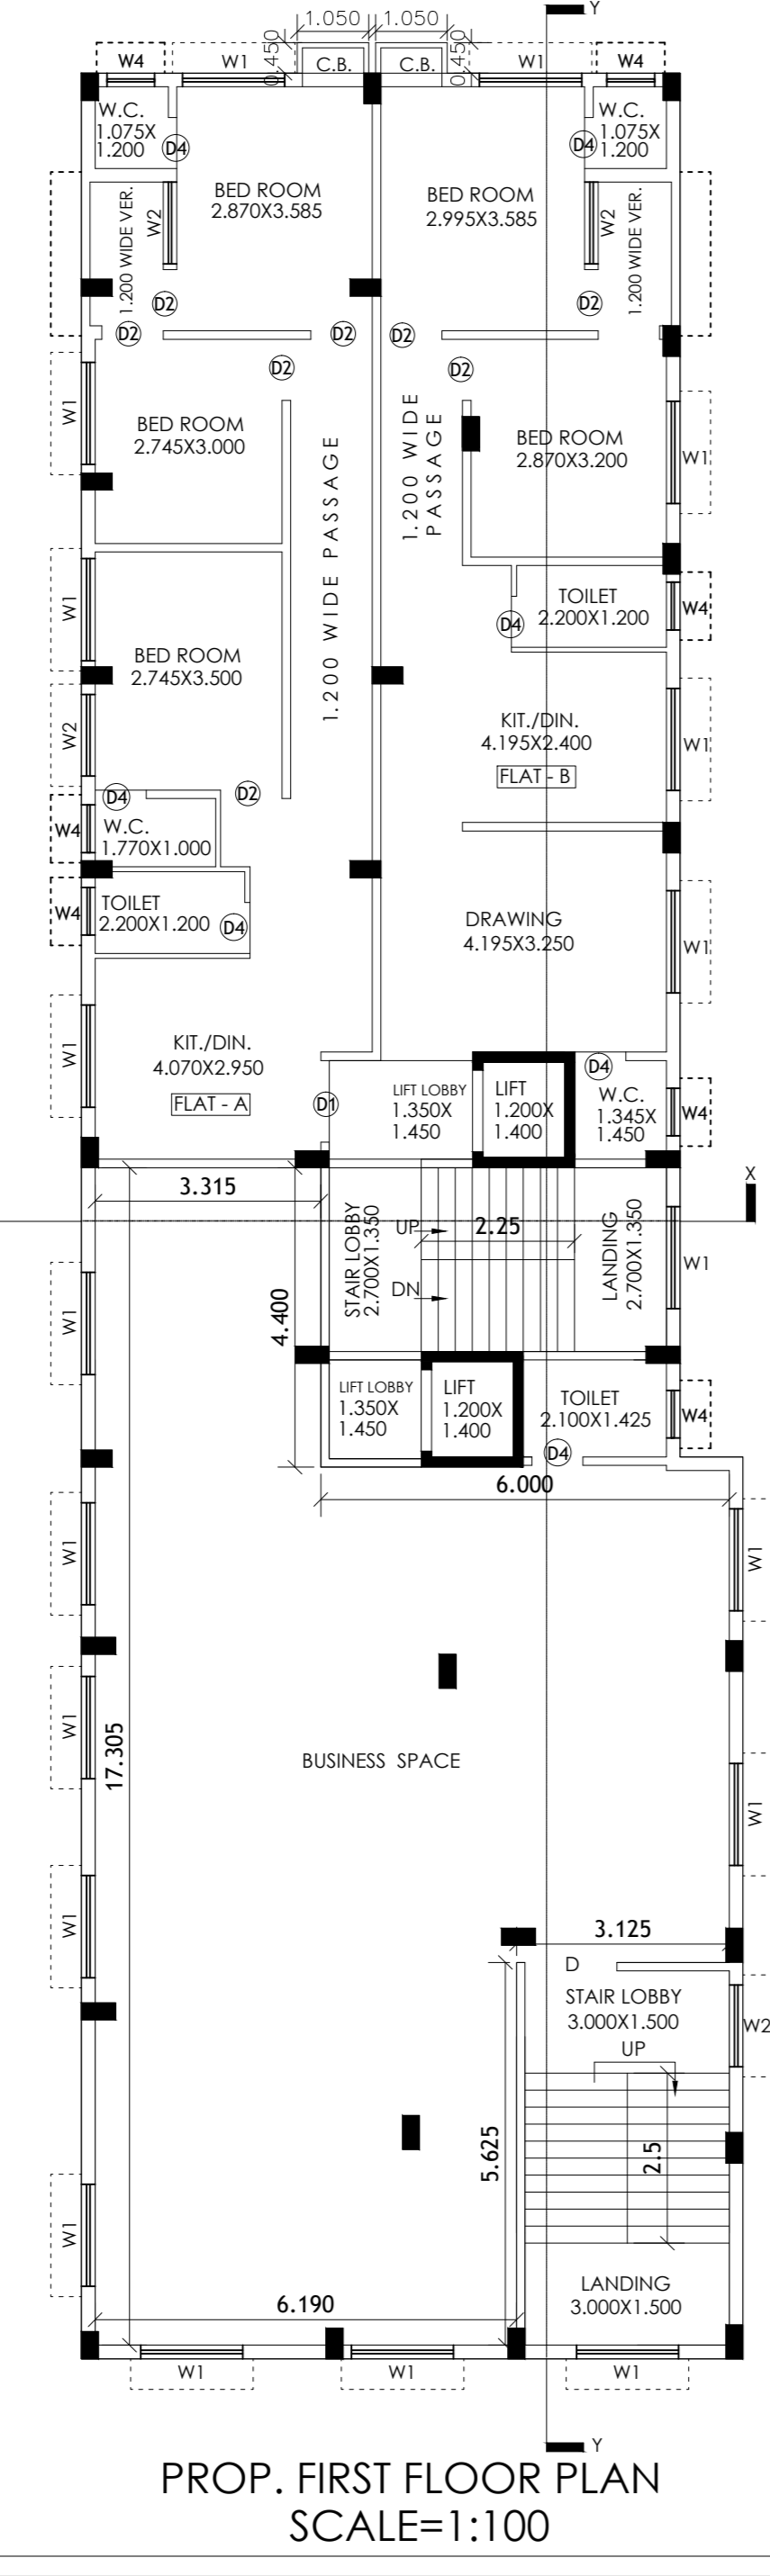 Y
1.050 1.050
W4 W1 0.450 C.B. C.B. 0.450 W1 W4
W.C.
1.075X
1.200
D4
BED ROOM
2.870X3.585
BED ROOM
2.995X3.585
D4
W.C.
1.075X
1.200
1.200 WIDE VER.
W2
W2
1.200 WIDE VER.
D2 D2
D2 D2 D2
D2 D2
W1
BED ROOM
2.745X3.000
1.200 WIDE PASSAGE
1.200 WIDE
PASSAGE
BED ROOM
2.870X3.200
W1
W1
TOILET
2.200X1.200
D4
W4
BED ROOM
2.745X3.500
W2
KIT./DIN.
4.195X2.400
FLAT - B
W1
D4 D2
W4
W.C.
1.770X1.000
W4
TOILET
2.200X1.200
D4
DRAWING
4.195X3.250
W1
W1
KIT./DIN.
4.070X2.950
FLAT - A
D1
LIFT LOBBY
1.350X
1.450
LIFT
1.200X
1.400
D4
W.C.
1.345X
1.450
W4
X
3.315
STAIR LOBBY
2.700X1.350
UP
2.25
DN
LANDING
2.700X1.350
W1
4.400
W1
LIFT LOBBY
1.350X
1.450
LIFT
1.200X
1.400
TOILET
2.100X1.425
D4
W4
6.000
W1
W1
17.305
W1
BUSINESS SPACE
W1
W1
3.125
D
STAIR LOBBY
3.000X1.500
W2
UP
5.625
2.5
W1
LANDING
3.000X1.500
6.190
W1 W1 W1
Y
PROP. FIRST FLOOR PLAN
SCALE=1:100